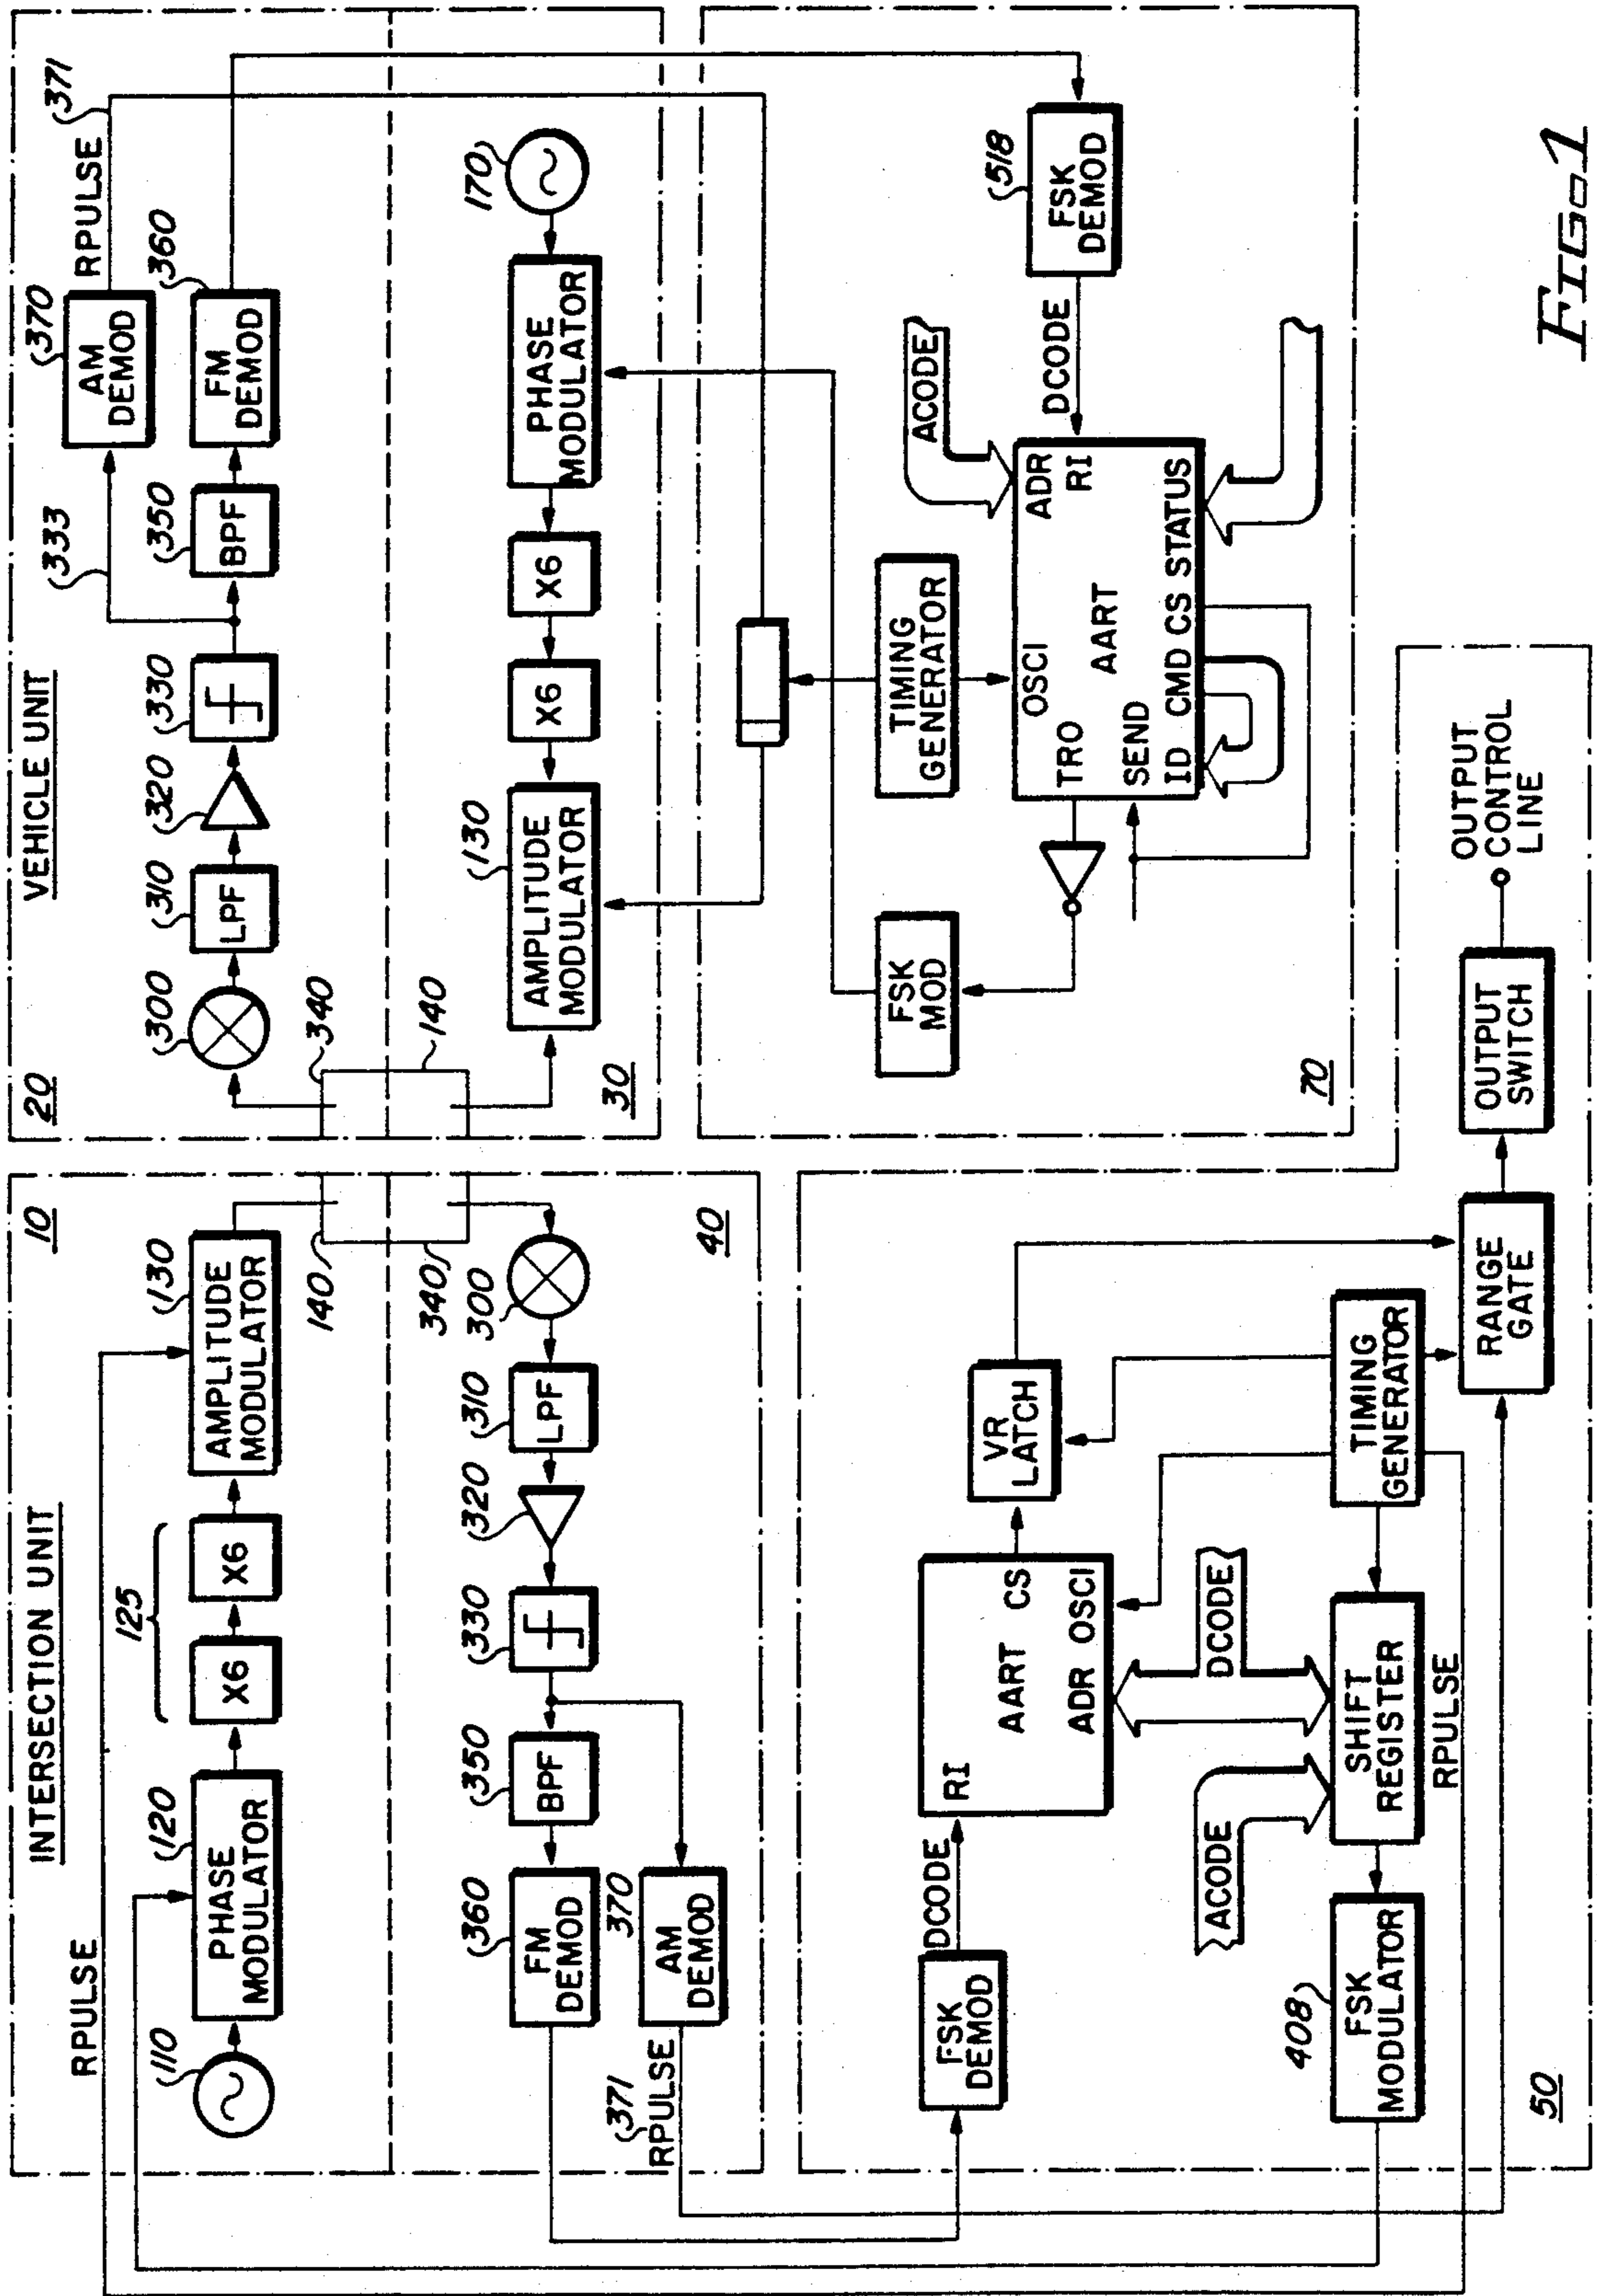 INTERSECTION UNIT
10
RPULSE
110
PHASE
MODULATOR
120
X6
X6
125
AMPLITUDE
MODULATOR
130
140
340
300
LPF
310
320
330
BPF
350
FM
DEMOD
360
AM
DEMOD
370
371
RPULSE
40
VEHICLE UNIT
20
300
LPF
310
320
330
333
BPF
350
FM
DEMOD
360
AM
DEMOD
370
RPULSE
371
340
140
AMPLITUDE
MODULATOR
130
X6
X6
PHASE
MODULATOR
170
30
FSK
DEMOD
DCODE
RI
AART
CS
ADR OSCI
VR
LATCH
ACODE
DCODE
FSK
MODULATOR
408
SHIFT
REGISTER
RPULSE
TIMING
GENERATOR
RANGE
GATE
OUTPUT
SWITCH
OUTPUT
CONTROL
LINE
50
FSK
MOD
TIMING
GENERATOR
TRO
OSCI
ADR
RI
AART
SEND
ID CMD CS STATUS
ACODE
DCODE
FSK
DEMOD
518
70
FIG.1